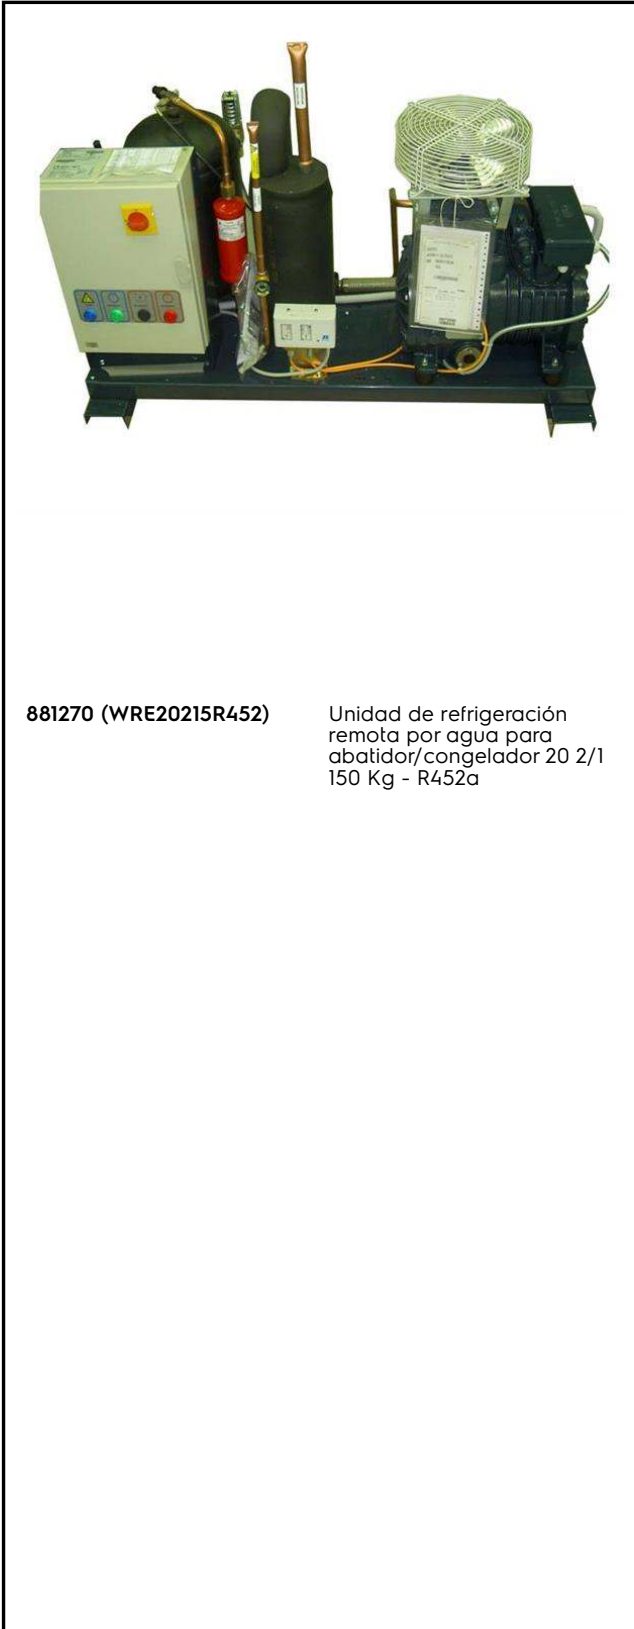 881270 (WRE20215R452)
Unidad de refrigeración
remota por agua para
abatidor/congelador 20 2/1
150 Kg - R452a